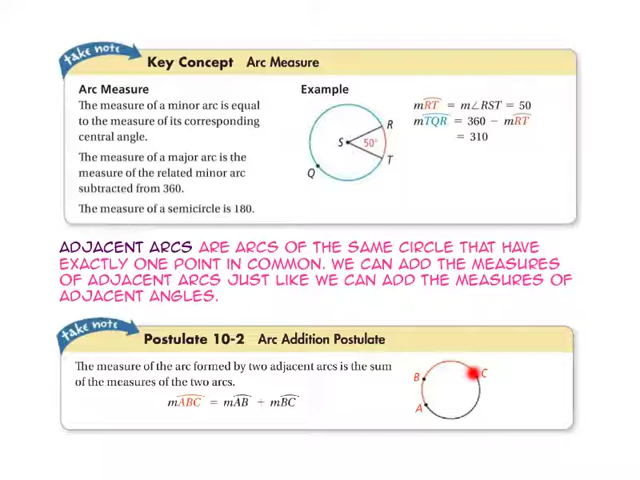 take note
Key Concept Arc Measure
Arc Measure
The measure of a minor arc is equal
to the measure of its corresponding
central angle.
The measure of a major arc is the
measure of the related minor arc
subtracted from 360.
The measure of a semicircle is 180.
Example
S
50°
R
T
Q
mRT = m∠RST = 50
mTQR = 360 − mRT
= 310
ADJACENT ARCS ARE ARCS OF THE SAME CIRCLE THAT HAVE
EXACTLY ONE POINT IN COMMON. WE CAN ADD THE MEASURES
OF ADJACENT ARCS JUST LIKE WE CAN ADD THE MEASURES OF
ADJACENT ANGLES.
take note
Postulate 10-2 Arc Addition Postulate
The measure of the arc formed by two adjacent arcs is the sum
of the measures of the two arcs.
mABC = mAB + mBC
B
C
A